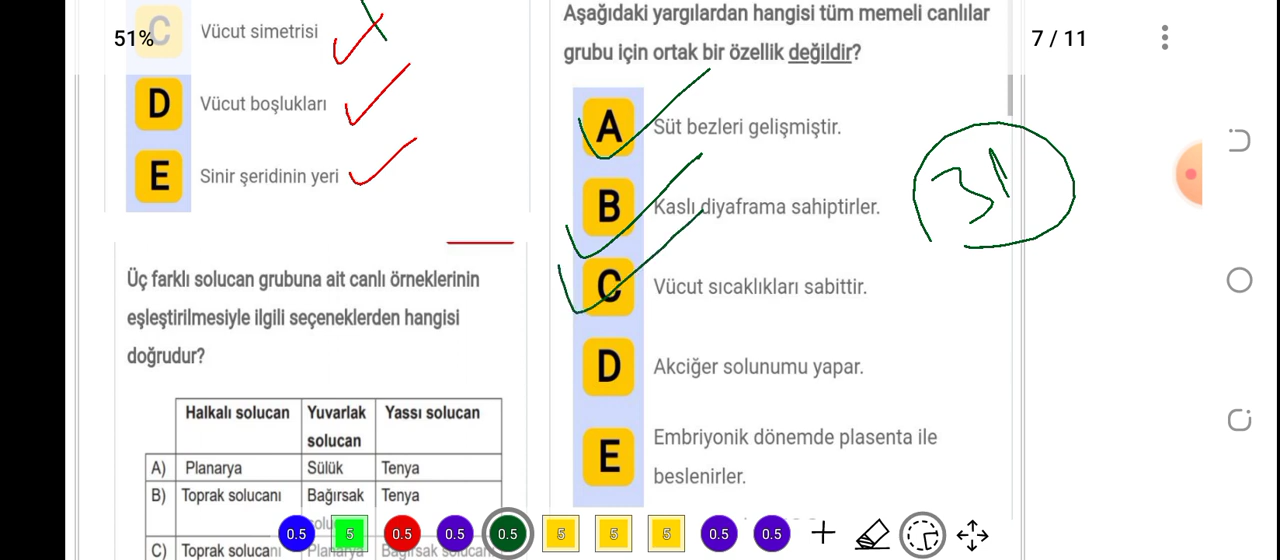 51%
C Vücut simetrisi
D Vücut boşlukları
E Sinir şeridinin yeri
Üç farklı solucan grubuna ait canlı örneklerinin
eşleştirilmesiyle ilgili seçeneklerden hangisi
doğrudur?
Halkalı solucan Yuvarlak solucan Yassı solucan
A) Planarya Sülük Tenya
B) Toprak solucanı Bağırsak Tenya
C) Toprak solucanı Planarya Bağırsak solucanı
Aşağıdaki yargılardan hangisi tüm memeli canlılar
grubu için ortak bir özellik değildir?
A Süt bezleri gelişmiştir.
B Kaslı diyaframa sahiptirler.
C Vücut sıcaklıkları sabittir.
D Akciğer solunumu yapar.
E Embriyonik dönemde plasenta ile
beslenirler.
7 / 11
0.5 5 0.5 0.5 0.5 5 5 5 0.5 0.5